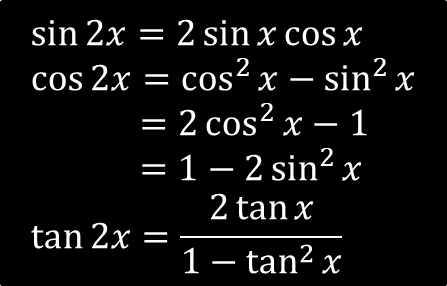 sin 2x = 2 sin x cos x
cos 2x = cos² x − sin² x
= 2 cos² x − 1
= 1 − 2 sin² x
tan 2x = 2 tan x / 1 − tan² x